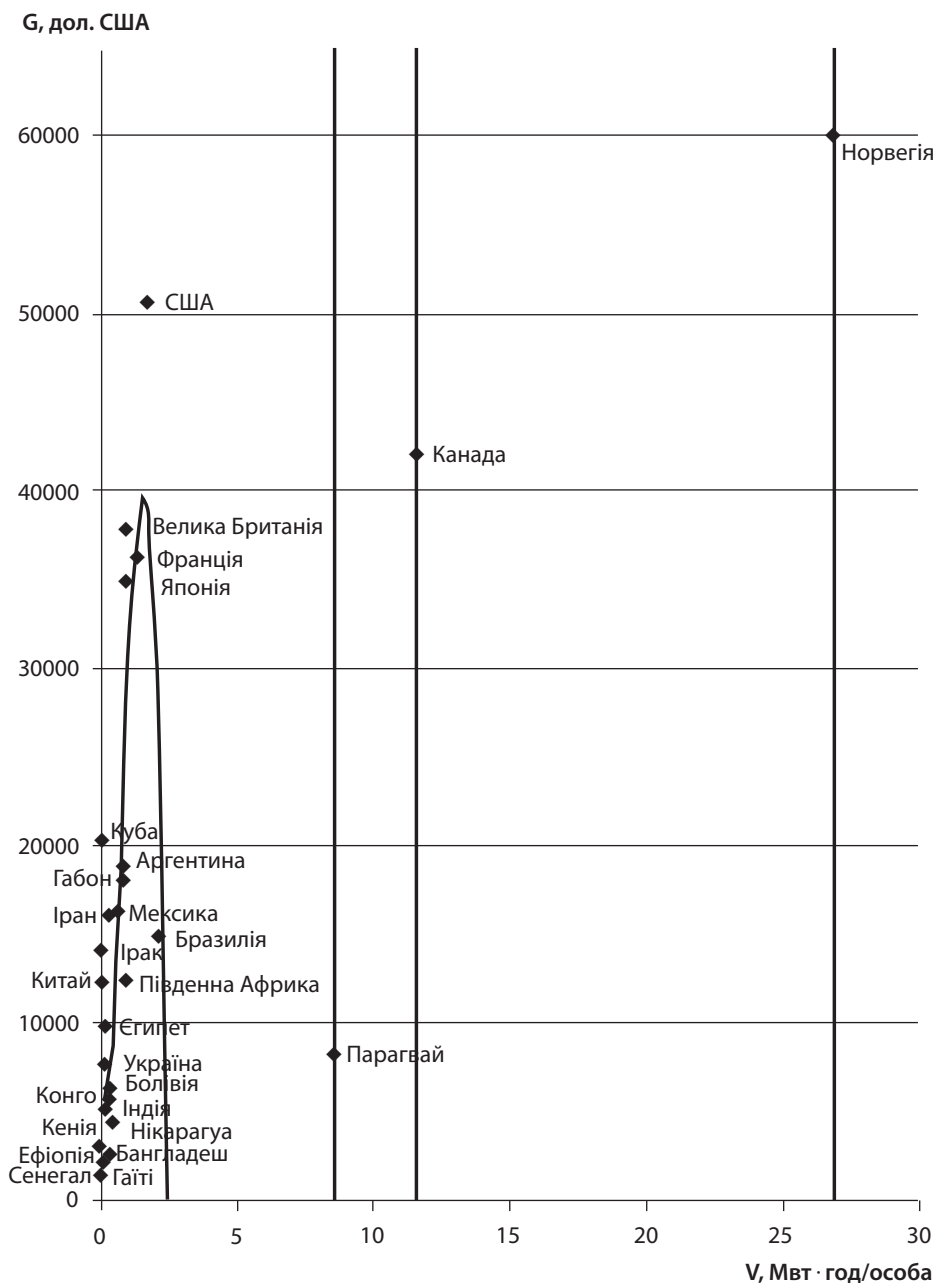 G, дол. США
60000
Норвегія
США
50000
Канада
40000
Велика Британія
Франція
Японія
30000
Куба
20000
Аргентина
Габон
Іран
Мексика
Бразилія
Ірак
Китай
Південна Африка
10000
Єгипет
Парагвай
Україна
Болівія
Конго
Індія
Кенія
Нікарагуа
Ефіопія
Бангладеш
Сенегал
Гаїті
0
0 5 10 15 20 25 30
V, Мвт · год/особа